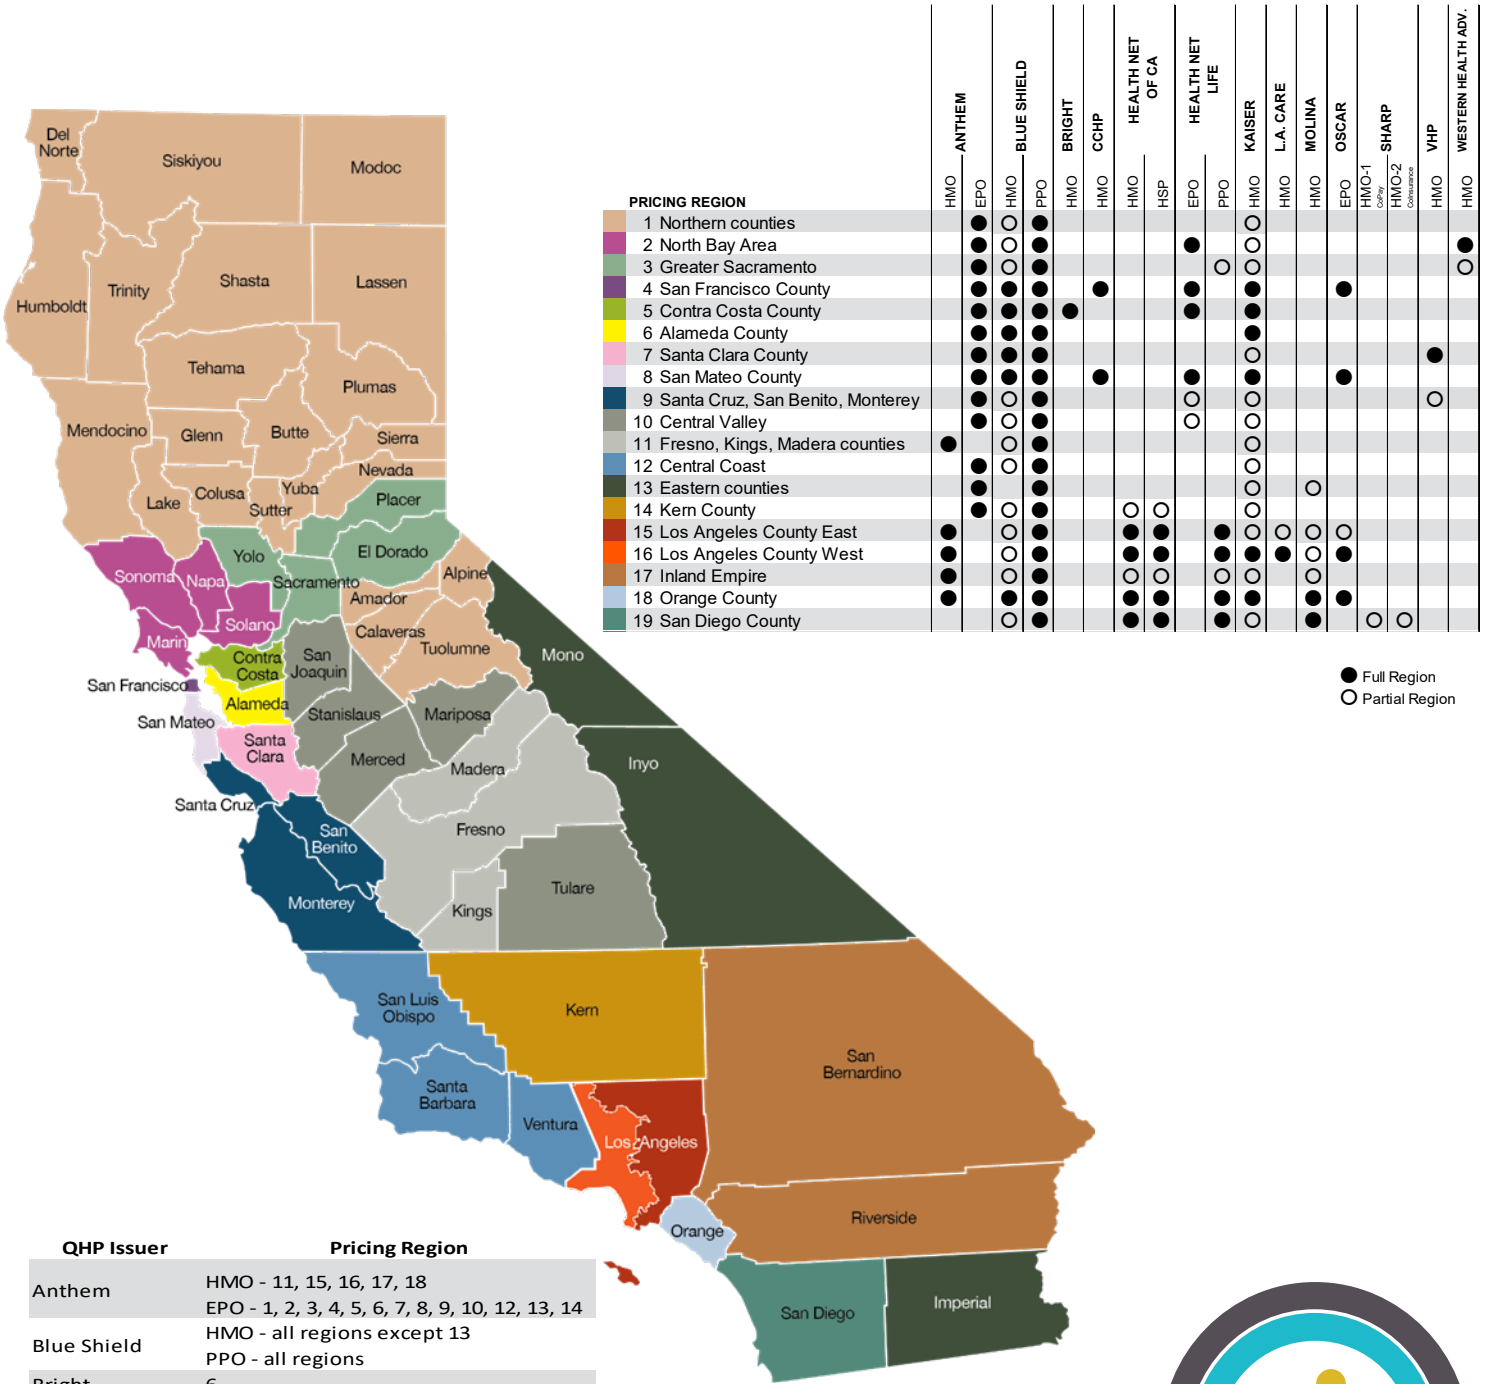 ANTHEM
BLUE SHIELD
BRIGHT
CCHP
HEALTH NET
OF CA
HEALTH NET
LIFE
KAISER
L.A. CARE
MOLINA
OSCAR
SHARP
VHP
WESTERN HEALTH ADV.
PRICING REGION HMO EPO HMO PPO HMO HMO HMO HSP EPO PPO HMO HMO HMO EPO HMO-1 CoPay HMO-2 Coinsurance HMO HMO
1 Northern counties
2 North Bay Area
3 Greater Sacramento
4 San Francisco County
5 Contra Costa County
6 Alameda County
7 Santa Clara County
8 San Mateo County
9 Santa Cruz, San Benito, Monterey
10 Central Valley
11 Fresno, Kings, Madera counties
12 Central Coast
13 Eastern counties
14 Kern County
15 Los Angeles County East
16 Los Angeles County West
17 Inland Empire
18 Orange County
19 San Diego County
Full Region
Partial Region
Del
Norte
Siskiyou
Modoc
Humboldt
Trinity
Shasta
Lassen
Tehama
Plumas
Mendocino
Glenn
Butte
Sierra
Nevada
Lake
Colusa
Sutter
Yuba
Placer
Yolo
El Dorado
Sonoma
Napa
Sacramento
Alpine
Amador
Solano
Calaveras
Marin
Tuolumne
Contra
Costa
San
Joaquin
Mono
San Francisco
Alameda
Stanislaus
Mariposa
San Mateo
Santa
Clara
Merced
Madera
Inyo
Santa Cruz
San
Benito
Fresno
Monterey
Kings
Tulare
San Luis
Obispo
Kern
San
Bernardino
Santa
Barbara
Ventura
Los Angeles
Orange
Riverside
San Diego
Imperial
QHP Issuer Pricing Region
Anthem
HMO - 11, 15, 16, 17, 18
EPO - 1, 2, 3, 4, 5, 6, 7, 8, 9, 10, 12, 13, 14
Blue Shield
HMO - all regions except 13
PPO - all regions
Bright